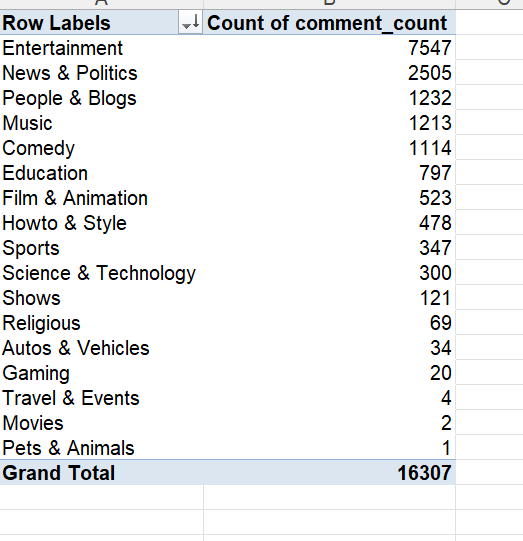 Row Labels Count of comment_count
Entertainment 7547
News & Politics 2505
People & Blogs 1232
Music 1213
Comedy 1114
Education 797
Film & Animation 523
Howto & Style 478
Sports 347
Science & Technology 300
Shows 121
Religious 69
Autos & Vehicles 34
Gaming 20
Travel & Events 4
Movies 2
Pets & Animals 1
Grand Total 16307